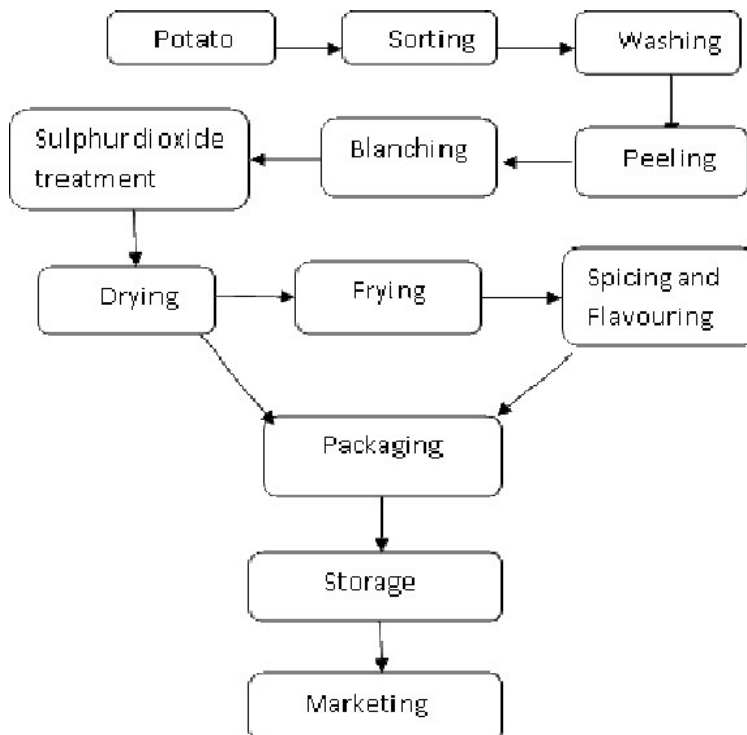 Potato
Sorting
Washing
Peeling
Blanching
Sulphurdioxide
treatment
Drying
Frying
Spicing and
Flavouring
Packaging
Storage
Marketing